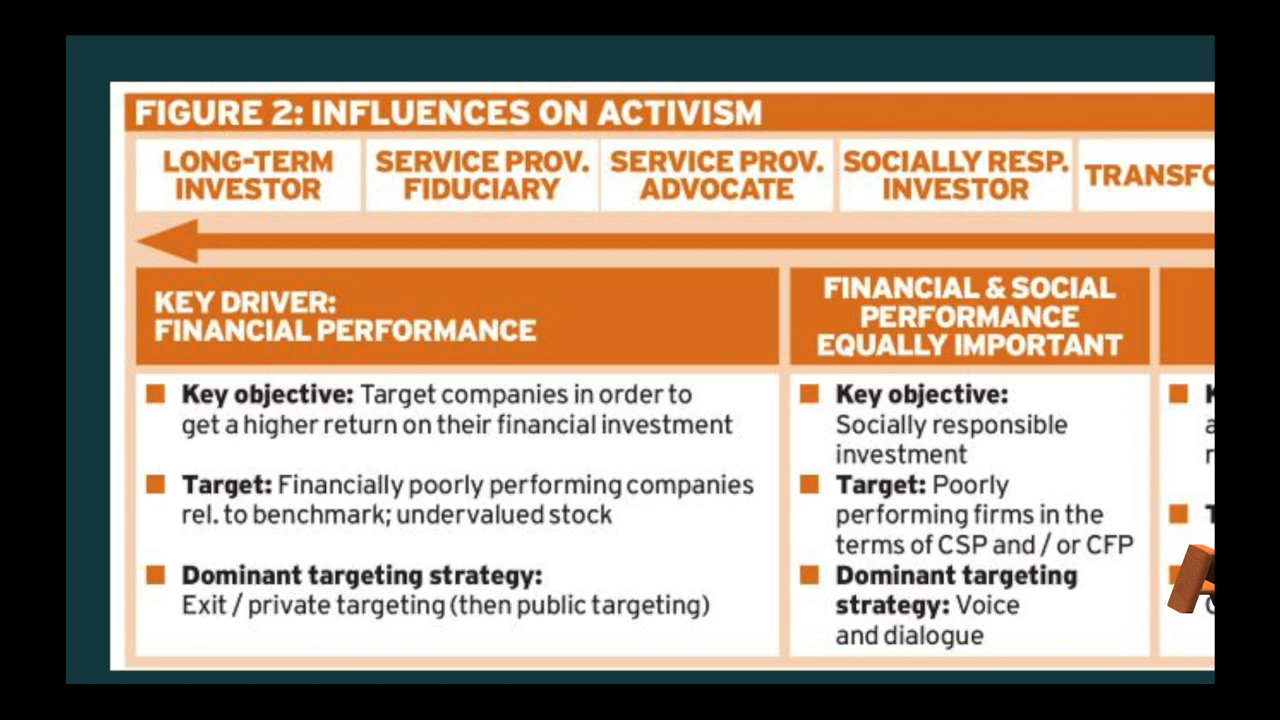 FIGURE 2: INFLUENCES ON ACTIVISM
LONG-TERM
INVESTOR
SERVICE PROV.
FIDUCIARY
SERVICE PROV.
ADVOCATE
SOCIALLY RESP.
INVESTOR
KEY DRIVER:
FINANCIAL PERFORMANCE
■ Key objective: Target companies in order to
get a higher return on their financial investment
■ Target: Financially poorly performing companies
rel. to benchmark; undervalued stock
■ Dominant targeting strategy:
Exit / private targeting (then public targeting)
FINANCIAL & SOCIAL
PERFORMANCE
EQUALLY IMPORTANT
■ Key objective:
Socially responsible
investment
■ Target: Poorly
performing firms in the
terms of CSP and / or CFP
■ Dominant targeting
strategy: Voice
and dialogue